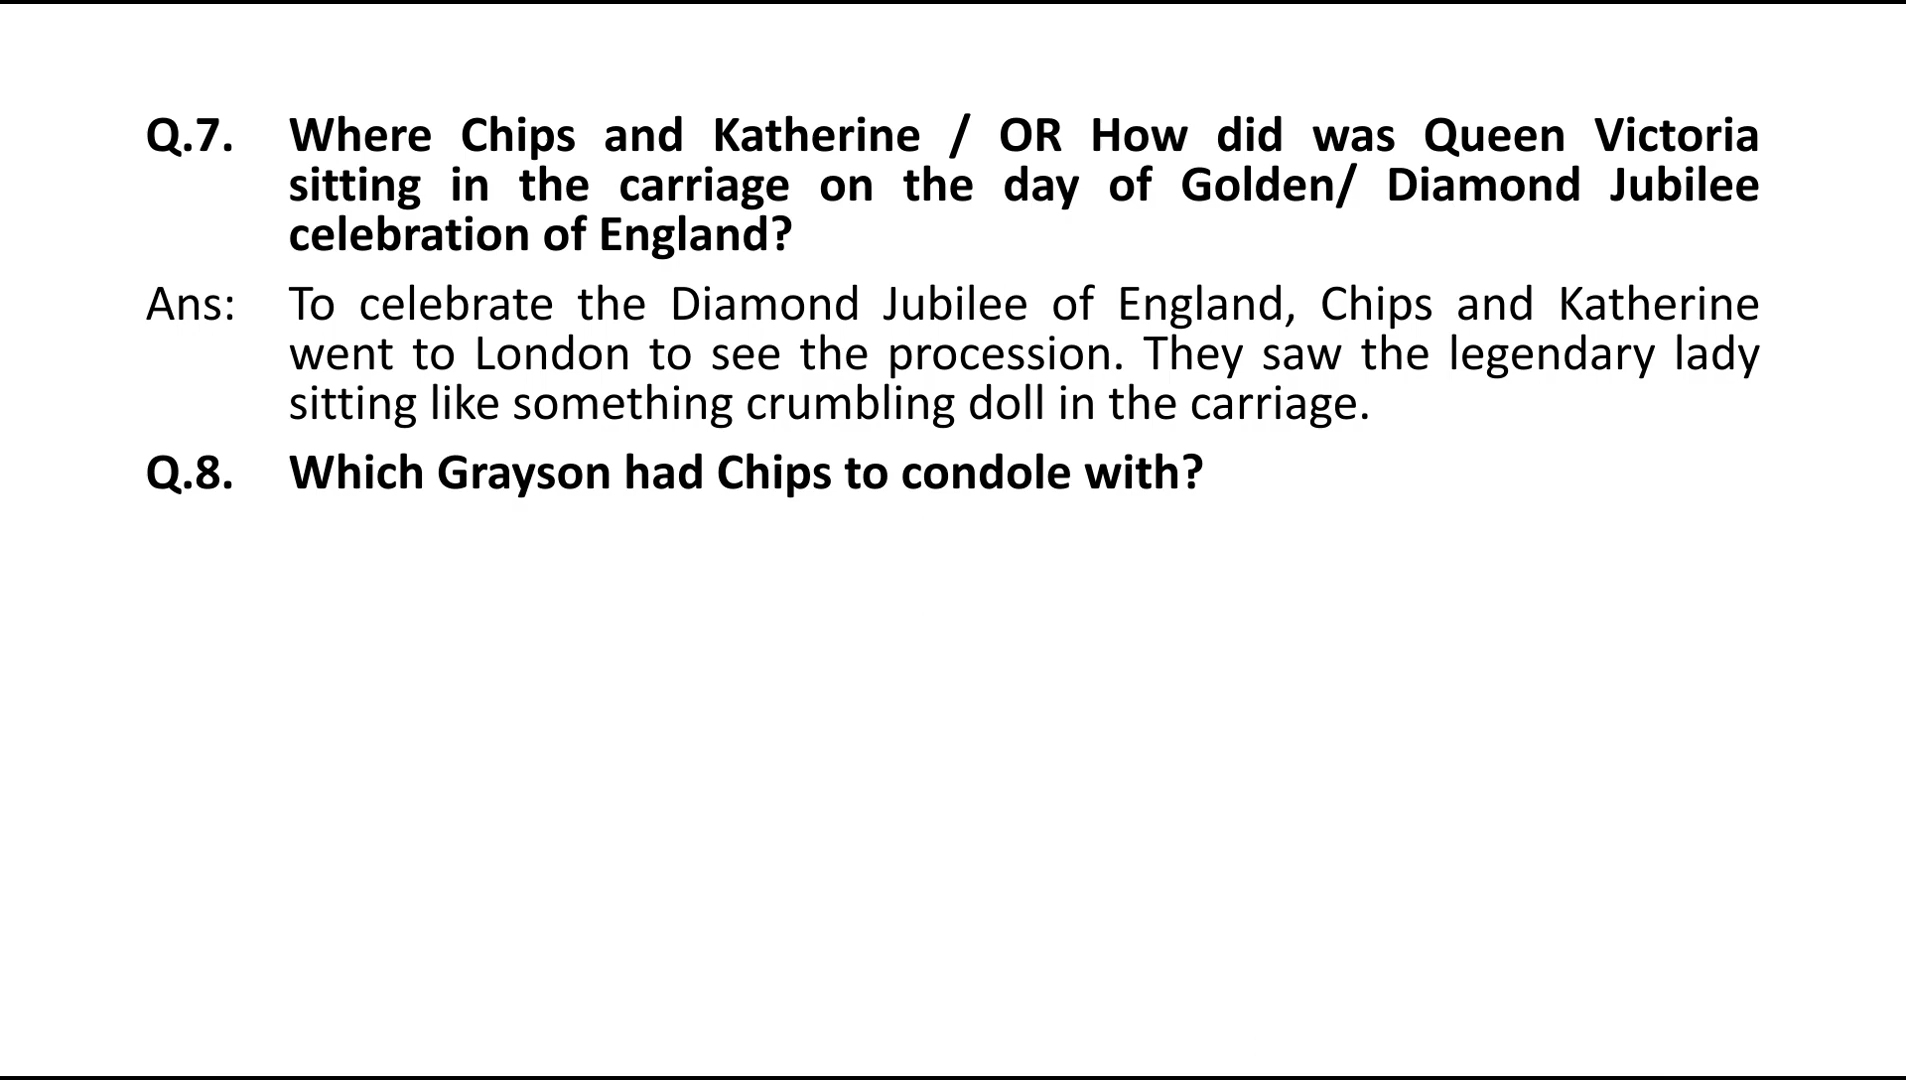 Q.7. Where Chips and Katherine / OR How did was Queen Victoria
sitting in the carriage on the day of Golden/ Diamond Jubilee
celebration of England?
Ans: To celebrate the Diamond Jubilee of England, Chips and Katherine
went to London to see the procession. They saw the legendary lady
sitting like something crumbling doll in the carriage.
Q.8. Which Grayson had Chips to condole with?